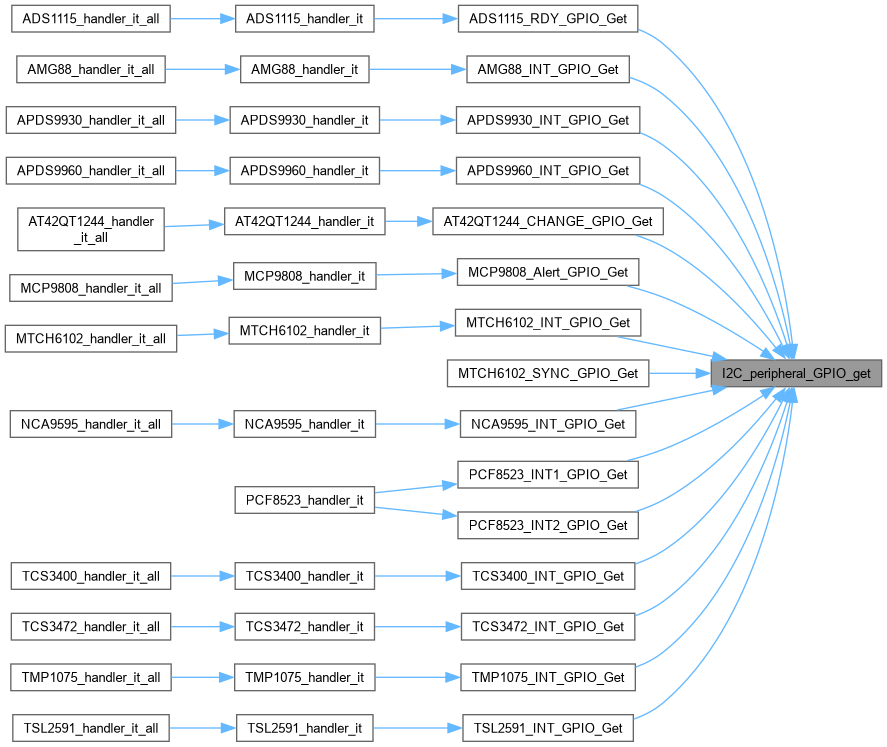 ADS1115_handler_it_all
ADS1115_handler_it
ADS1115_RDY_GPIO_Get
AMG88_handler_it_all
AMG88_handler_it
AMG88_INT_GPIO_Get
APDS9930_handler_it_all
APDS9930_handler_it
APDS9930_INT_GPIO_Get
APDS9960_handler_it_all
APDS9960_handler_it
APDS9960_INT_GPIO_Get
AT42QT1244_handler
_it_all
AT42QT1244_handler_it
AT42QT1244_CHANGE_GPIO_Get
MCP9808_handler_it_all
MCP9808_handler_it
MCP9808_Alert_GPIO_Get
MTCH6102_handler_it_all
MTCH6102_handler_it
MTCH6102_INT_GPIO_Get
MTCH6102_SYNC_GPIO_Get
I2C_peripheral_GPIO_get
NCA9595_handler_it_all
NCA9595_handler_it
NCA9595_INT_GPIO_Get
PCF8523_handler_it
PCF8523_INT1_GPIO_Get
PCF8523_INT2_GPIO_Get
TCS3400_handler_it_all
TCS3400_handler_it
TCS3400_INT_GPIO_Get
TCS3472_handler_it_all
TCS3472_handler_it
TCS3472_INT_GPIO_Get
TMP1075_handler_it_all
TMP1075_handler_it
TMP1075_INT_GPIO_Get
TSL2591_handler_it_all
TSL2591_handler_it
TSL2591_INT_GPIO_Get